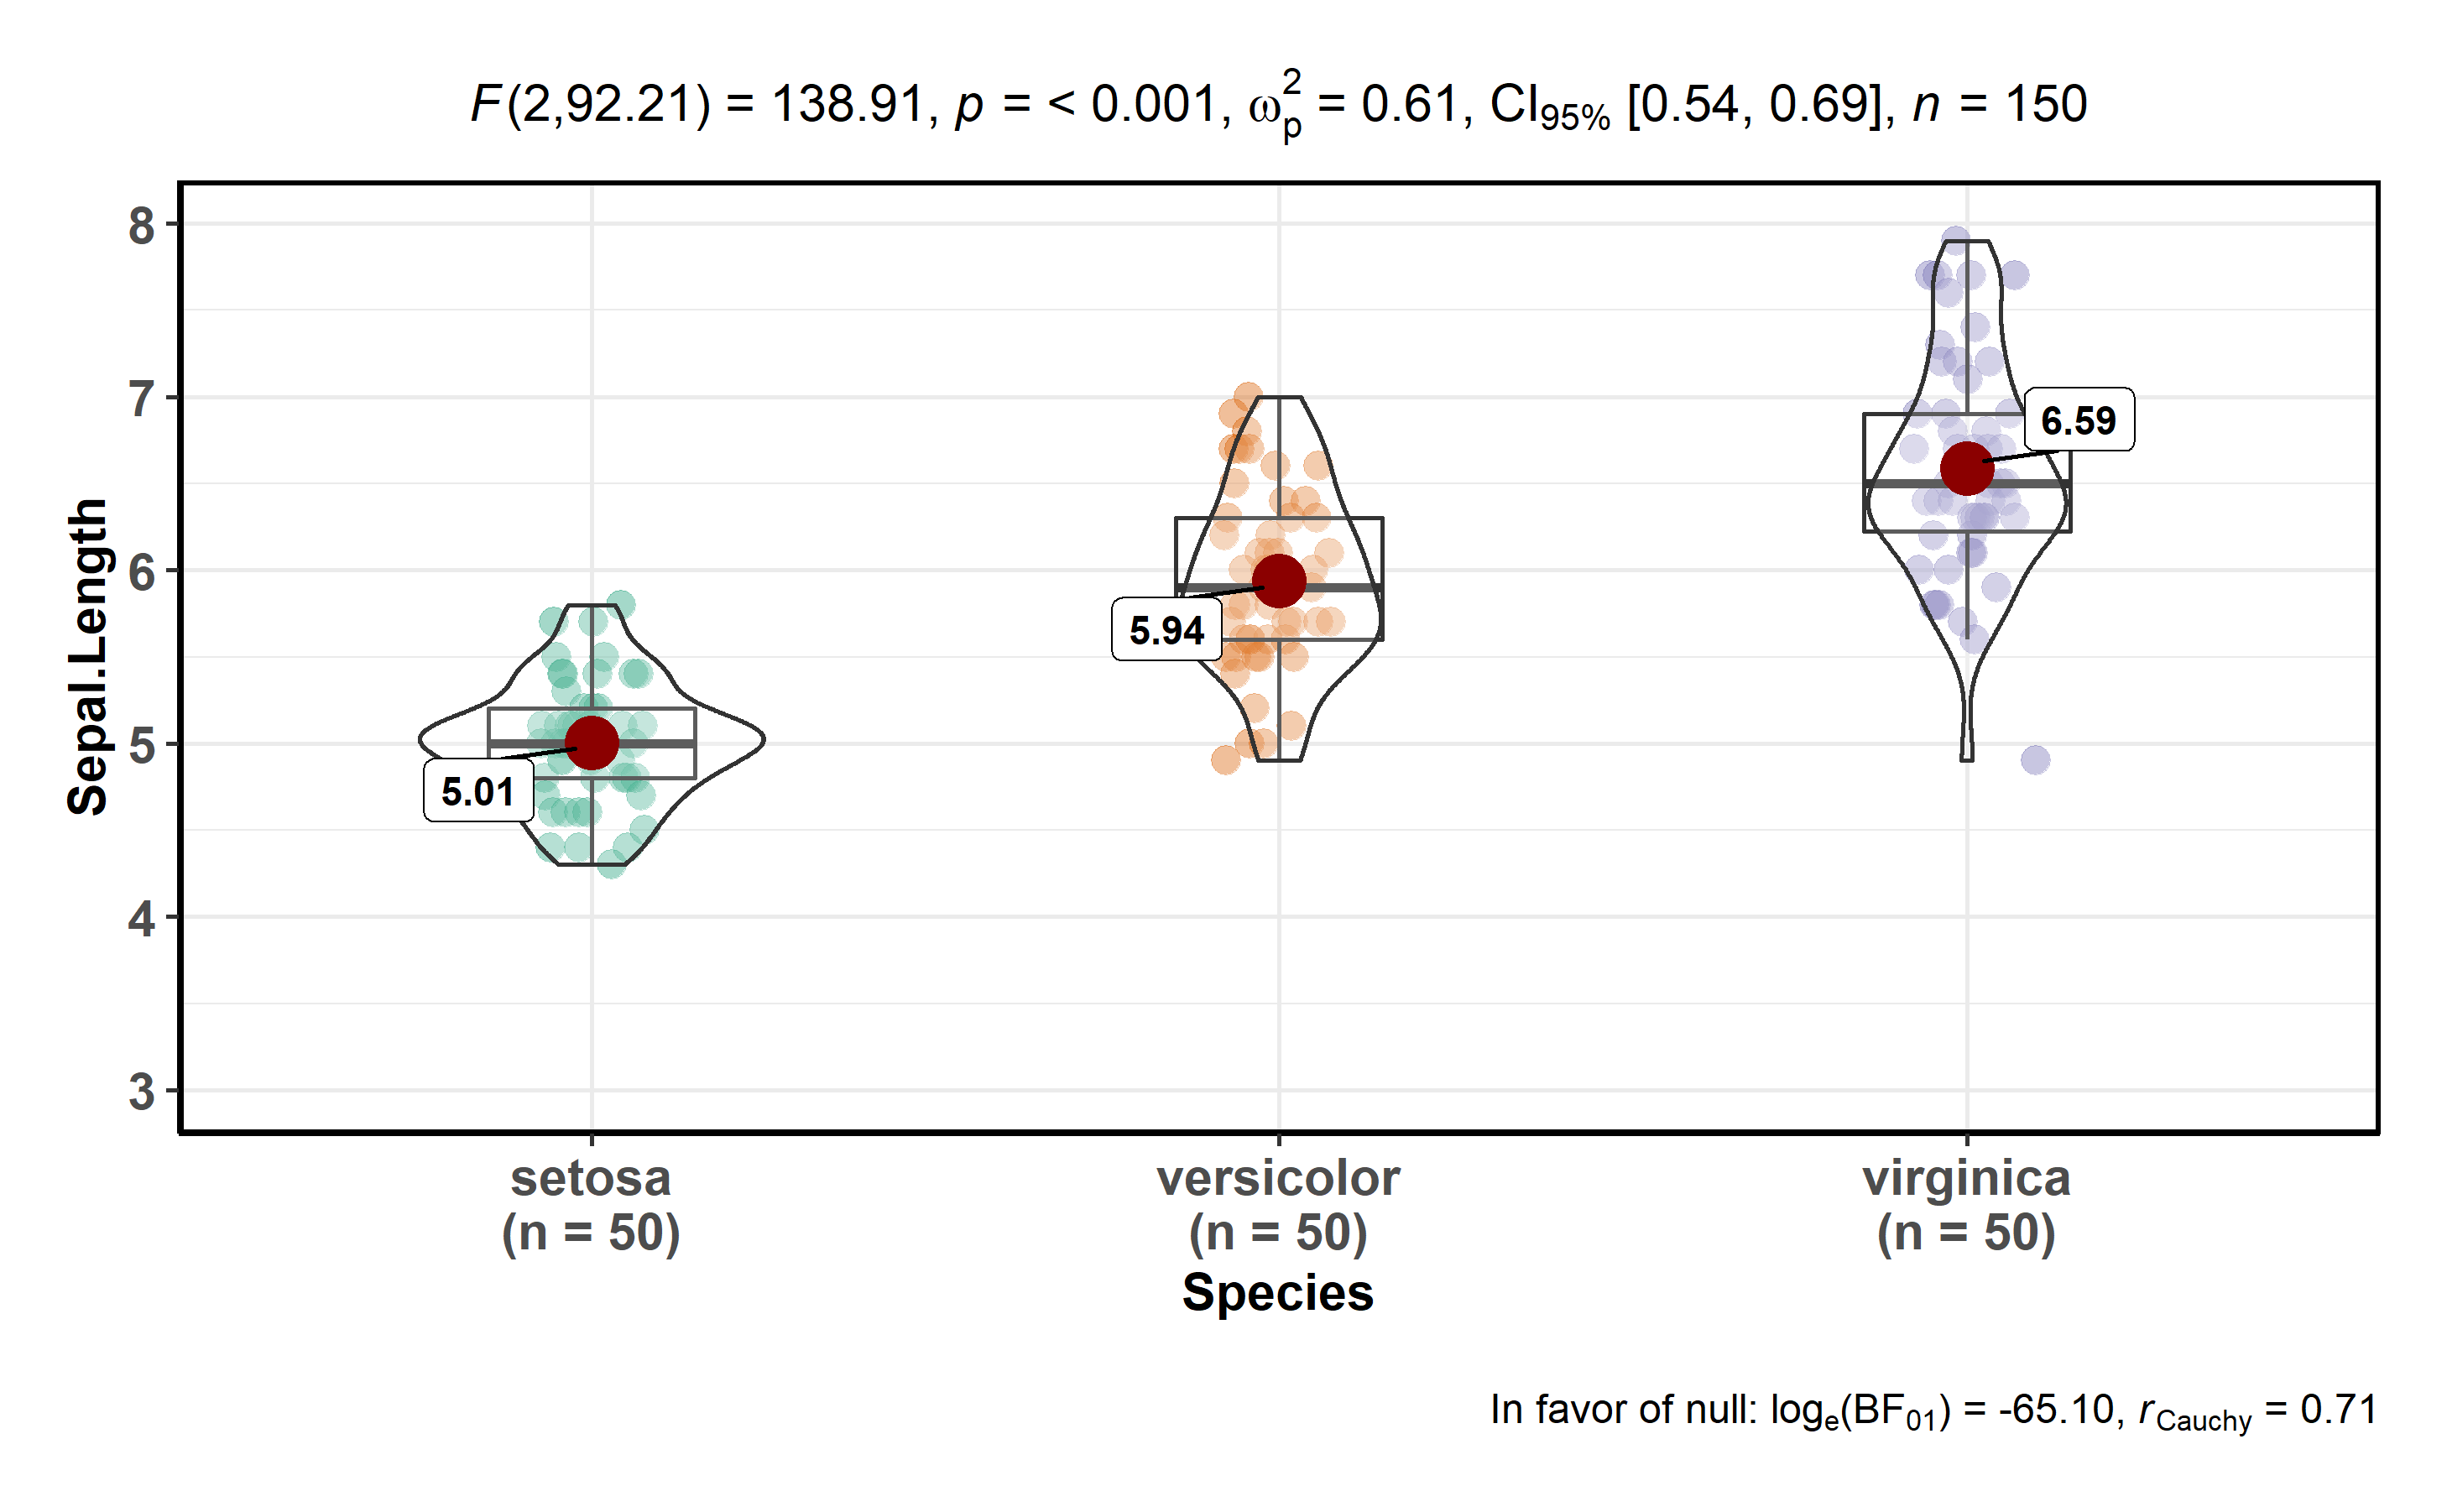 F(2,92.21) = 138.91, p = < 0.001, ω²ₚ = 0.61, CI₉₅% [0.54, 0.69], n = 150
8
7
6
5
4
3
Sepal.Length
5.01
5.94
6.59
setosa
(n = 50)
versicolor
(n = 50)
virginica
(n = 50)
Species
In favor of null: logₑ(BF₀₁) = -65.10, r Cauchy = 0.71